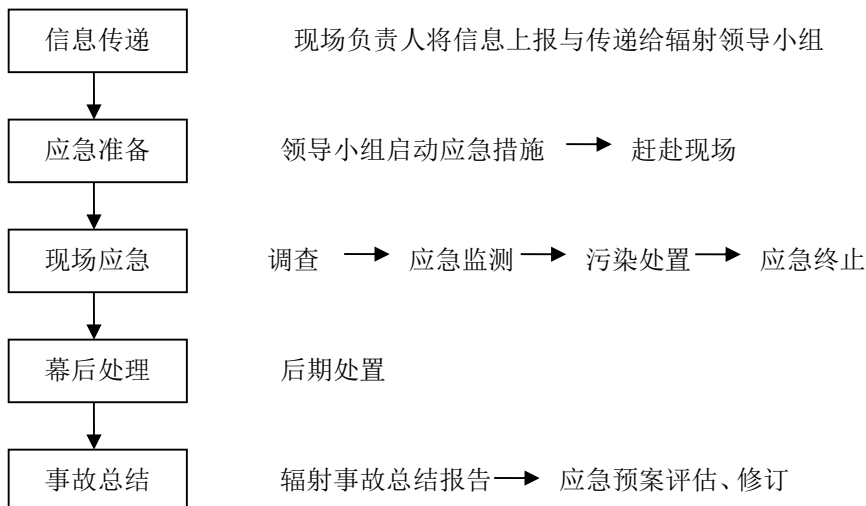 信息传递 现场负责人将信息上报与传递给辐射领导小组
应急准备 领导小组启动应急措施 赶赴现场
现场应急 调查 应急监测 污染处置 应急终止
幕后处理 后期处置
事故总结 辐射事故总结报告 应急预案评估、修订